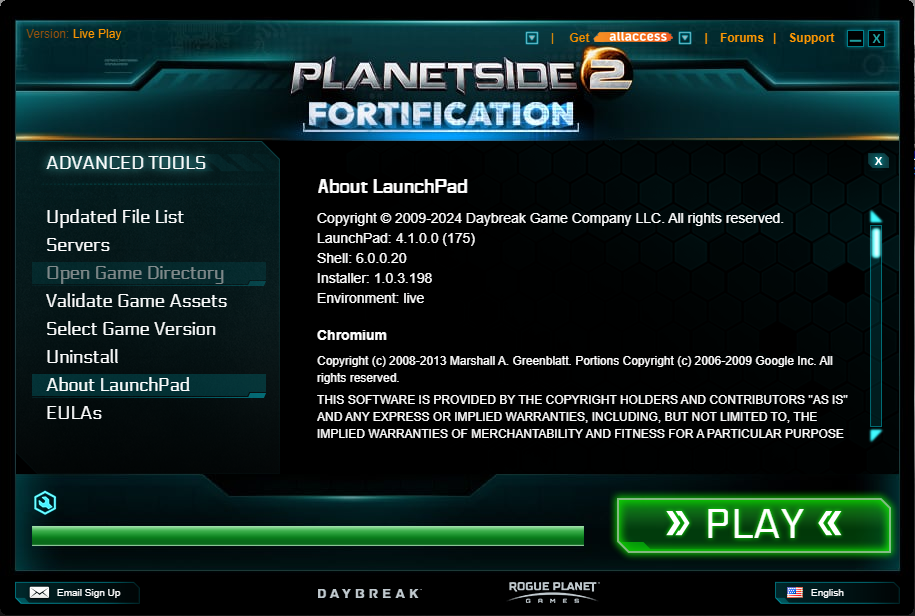 Version: Live Play
| Get allaccess | Forums | Support X
PLANETSIDE 2
FORTIFICATION
ADVANCED TOOLS
Updated File List
Servers
Open Game Directory
Validate Game Assets
Select Game Version
Uninstall
About LaunchPad
EULAs
X
About LaunchPad
Copyright © 2009-2024 Daybreak Game Company LLC. All rights reserved.
LaunchPad: 4.1.0.0 (175)
Shell: 6.0.0.20
Installer: 1.0.3.198
Environment: live
Chromium
Copyright (c) 2008-2013 Marshall A. Greenblatt. Portions Copyright (c) 2006-2009 Google Inc. All
rights reserved.
THIS SOFTWARE IS PROVIDED BY THE COPYRIGHT HOLDERS AND CONTRIBUTORS "AS IS"
AND ANY EXPRESS OR IMPLIED WARRANTIES, INCLUDING, BUT NOT LIMITED TO, THE
IMPLIED WARRANTIES OF MERCHANTABILITY AND FITNESS FOR A PARTICULAR PURPOSE
» PLAY «
Email Sign Up
DAYBREAK
ROGUE PLANET
GAMES
English